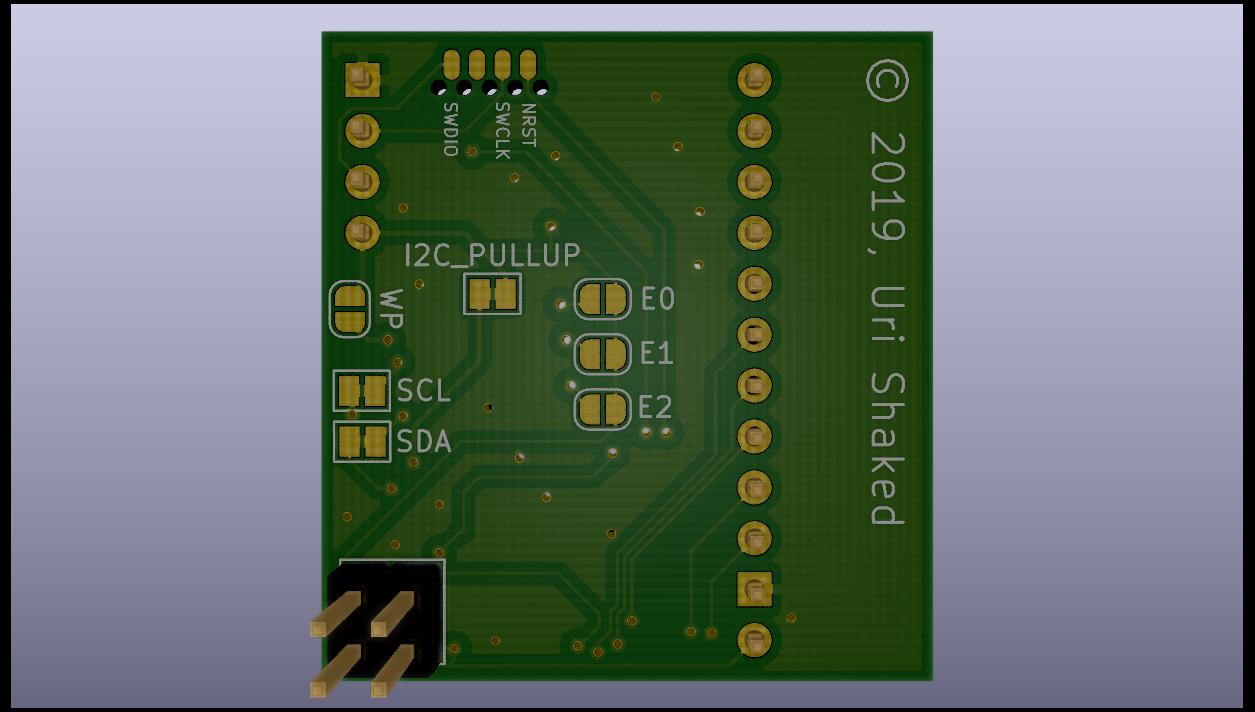 SWDIO
SWCLK
NRST
© 2019, Uri Shaked
I2C_PULLUP
WP
E0
E1
E2
SCL
SDA